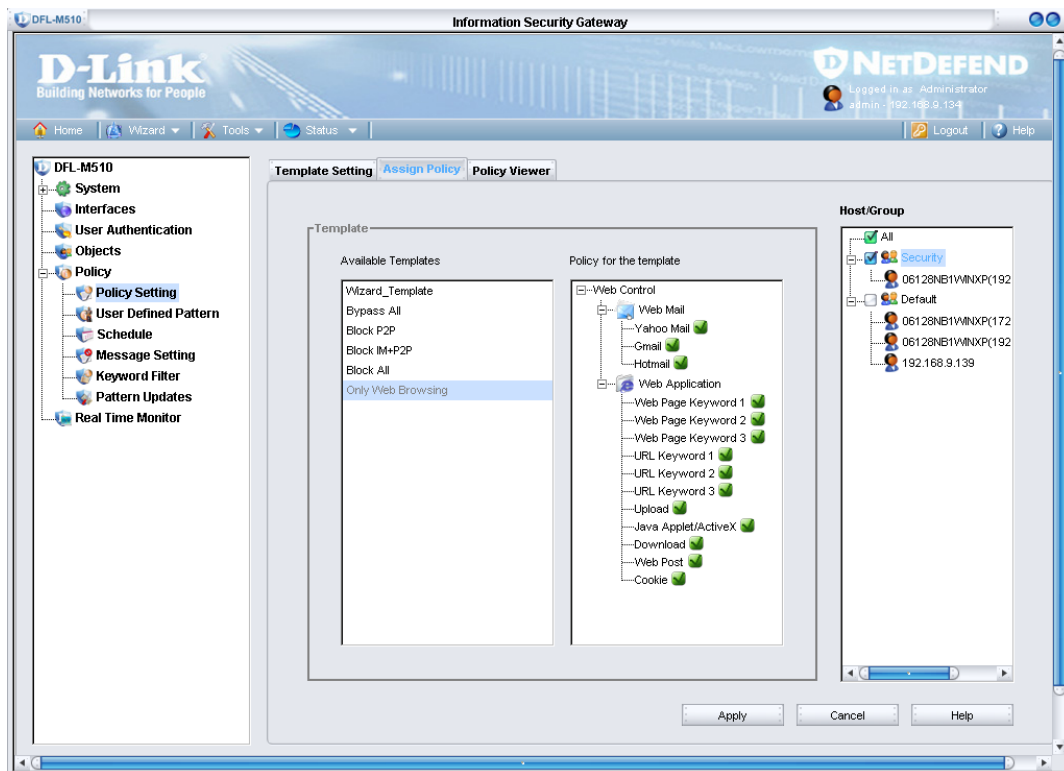 DFL-M510
Information Security Gateway
D-Link
Building Networks for People
NETDEFEND
Logged in as Administrator
admin - 192.168.9.134
Home
Wizard
Tools
Status
Logout
Help
DFL-M510
System
Interfaces
User Authentication
Objects
Policy
Policy Setting
User Defined Pattern
Schedule
Message Setting
Keyword Filter
Pattern Updates
Real Time Monitor
Template Setting
Assign Policy
Policy Viewer
Template
Available Templates
Wizard_Template
Bypass All
Block P2P
Block IM+P2P
Block All
Only Web Browsing
Policy for the template
Web Control
Web Mail
Yahoo Mail
Gmail
Hotmail
Web Application
Web Page Keyword 1
Web Page Keyword 2
Web Page Keyword 3
URL Keyword 1
URL Keyword 2
URL Keyword 3
Upload
Java Applet/ActiveX
Download
Web Post
Cookie
Host/Group
All
Security
06128NB1WINXP(192
Default
06128NB1WINXP(172
06128NB1WINXP(192
192.168.9.139
Apply
Cancel
Help